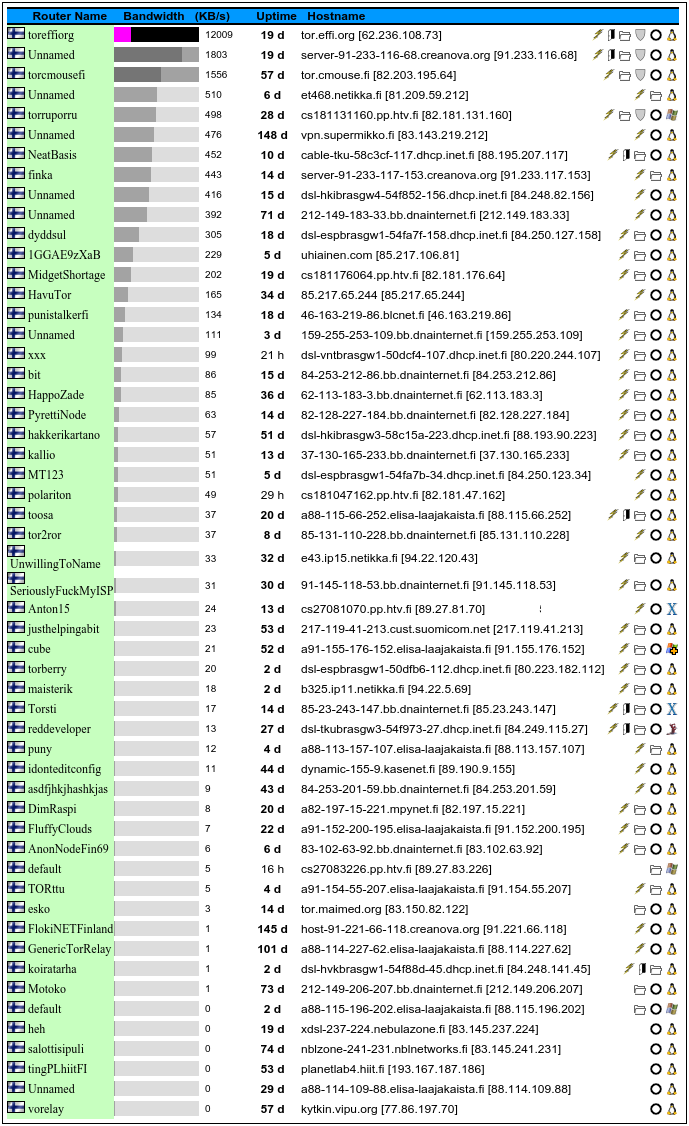 Router Name Bandwidth (KB/s) Uptime Hostname
toreffiorg 12009 19 d tor.effi.org [62.236.108.73]
Unnamed 1803 19 d server-91-233-116-68.creanova.org [91.233.116.68]
torcmousefi 1556 57 d tor.cmouse.fi [82.203.195.64]
Unnamed 510 6 d et468.netikka.fi [81.209.59.212]
torruporru 498 28 d cs181131160.pp.htv.fi [82.181.131.160]
Unnamed 476 148 d vpn.supermikko.fi [83.143.219.212]
NeatBasis 452 10 d cable-tku-58c3cf-117.dhcp.inet.fi [88.195.207.117]
finka 443 14 d server-91-233-117-153.creanova.org [91.233.117.153]
Unnamed 416 15 d dsl-hkibrasgw4-54f852-156.dhcp.inet.fi [84.248.82.156]
Unnamed 392 71 d 212-149-183-33.bb.dnainternet.fi [212.149.183.33]
dyddsul 305 18 d dsl-espbrasgw1-54fa7f-158.dhcp.inet.fi [84.250.127.158]
1GGAE9zXaB 229 5 d uhiainen.com [85.217.106.81]
MidgetShortage 202 19 d cs181176064.pp.htv.fi [82.181.176.64]
HavuTor 165 34 d 85.217.65.244 [85.217.65.244]
punistalkerfi 134 18 d 46-163-219-86.blcnet.fi [46.163.219.86]
Unnamed 111 3 d 159-255-253-109.bb.dnainternet.fi [159.255.253.109]
xxx 99 21 h dsl-vntbrasgw1-50dcf4-107.dhcp.inet.fi [80.220.244.107]
bit 86 15 d 84-253-212-86.bb.dnainternet.fi [84.253.212.86]
HappoZade 85 36 d 62-113-183-3.bb.dnainternet.fi [62.113.183.3]
PyrettiNode 63 14 d 82-128-227-184.bb.dnainternet.fi [82.128.227.184]
hakkerikartano 57 51 d dsl-hkibrasgw3-58c15a-223.dhcp.inet.fi [88.193.90.223]
kallio 51 13 d 37-130-165-233.bb.dnainternet.fi [37.130.165.233]
MT123 51 5 d dsl-espbrasgw1-54fa7b-34.dhcp.inet.fi [84.250.123.34]
polariton 49 29 h cs181047162.pp.htv.fi [82.181.47.162]
toosa 37 20 d a88-115-66-252.elisa-laajakaista.fi [88.115.66.252]
tor2ror 37 8 d 85-131-110-228.bb.dnainternet.fi [85.131.110.228]
UnwillingToName 33 32 d e43.ip15.netikka.fi [94.22.120.43]
SeriouslyFuckMyISP 31 30 d 91-145-118-53.bb.dnainternet.fi [91.145.118.53]
Anton15 24 13 d cs27081070.pp.htv.fi [89.27.81.70]
justhelpingabit 23 53 d 217-119-41-213.cust.suomicom.net [217.119.41.213]
cube 21 52 d a91-155-176-152.elisa-laajakaista.fi [91.155.176.152]
torberry 20 2 d dsl-espbrasgw1-50dfb6-112.dhcp.inet.fi [80.223.182.112]
maisterik 18 2 d b325.ip11.netikka.fi [94.22.5.69]
Torsti 17 14 d 85-23-243-147.bb.dnainternet.fi [85.23.243.147]
reddeveloper 13 27 d dsl-tkubrasgw3-54f973-27.dhcp.inet.fi [84.249.115.27]
puny 12 4 d a88-113-157-107.elisa-laajakaista.fi [88.113.157.107]
idonteditconfig 11 44 d dynamic-155-9.kasenet.fi [89.190.9.155]
asdfjhkjhashkjas 9 43 d 84-253-201-59.bb.dnainternet.fi [84.253.201.59]
DimRaspi 8 20 d a82-197-15-221.mpynet.fi [82.197.15.221]
FluffyClouds 7 22 d a91-152-200-195.elisa-laajakaista.fi [91.152.200.195]
AnonNodeFin69 6 6 d 83-102-63-92.bb.dnainternet.fi [83.102.63.92]
default 5 16 h cs27083226.pp.htv.fi [89.27.83.226]
TORttu 5 4 d a91-154-55-207.elisa-laajakaista.fi [91.154.55.207]
esko 3 14 d tor.maimed.org [83.150.82.122]
FlokiNETFinland 1 145 d host-91-221-66-118.creanova.org [91.221.66.118]
GenericTorRelay 1 101 d a88-114-227-62.elisa-laajakaista.fi [88.114.227.62]
koiratarha 1 2 d dsl-hvkbrasgw1-54f88d-45.dhcp.inet.fi [84.248.141.45]
Motoko 1 73 d 212-149-206-207.bb.dnainternet.fi [212.149.206.207]
default 0 2 d a88-115-196-202.elisa-laajakaista.fi [88.115.196.202]
heh 0 19 d xdsl-237-224.nebulazone.fi [83.145.237.224]
salottisipuli 0 74 d nblzone-241-231.nblnetworks.fi [83.145.241.231]
tingPLhiitFI 0 53 d planetlab4.hiit.fi [193.167.187.186]
Unnamed 0 29 d a88-114-109-88.elisa-laajakaista.fi [88.114.109.88]
vorelay 0 57 d kytkin.vipu.org [77.86.197.70]